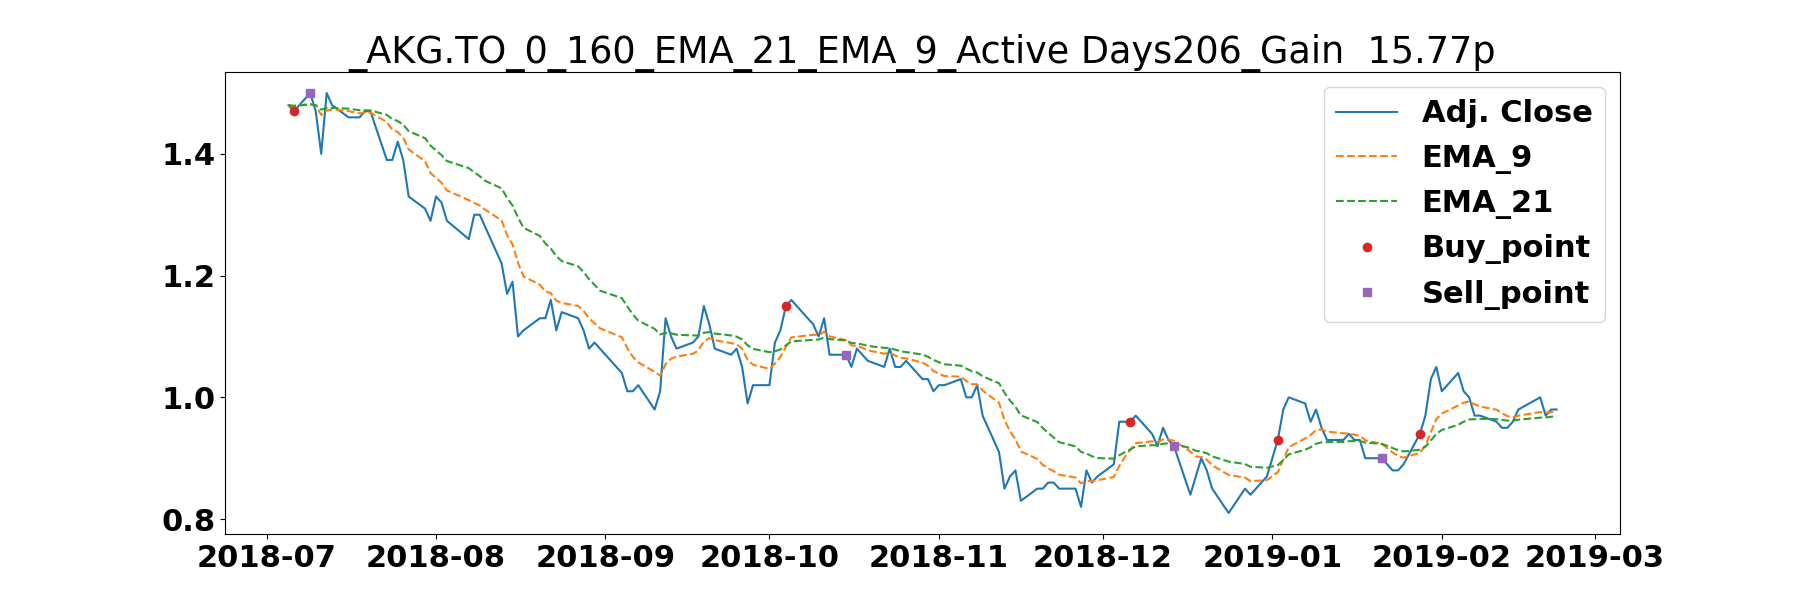 _AKG.TO_0_160_EMA_21_EMA_9_Active Days206_Gain  15.77p
Adj. Close
EMA_9
EMA_21
Buy_point
Sell_point
1.4
1.2
1.0
0.8
2018-07 2018-08 2018-09 2018-10 2018-11 2018-12 2019-01 2019-02 2019-03